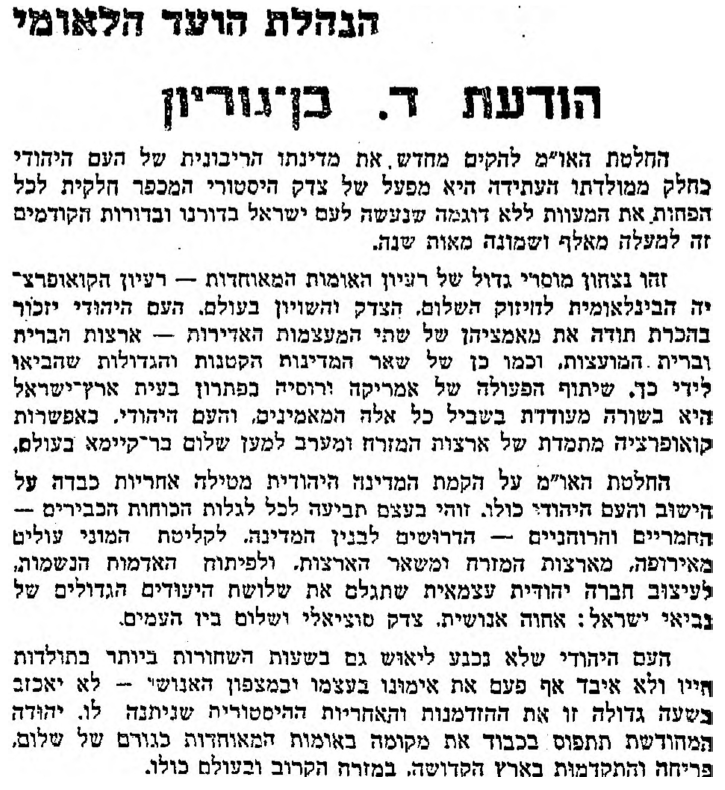 הנהלת הועד הלאומי
הודעת ד. בן־גוריון
החלטת האו״מ להקים מחדש את מדינתו הריבונית של העם היהודי
כחלק ממולדתו העתידה היא מפעל של צדק היסטורי המכפר חלקית לכל
הפחות את המעוות ללא דוגמה שנעשה לעם ישראל בדורנו ובדורות הקודמים
זה למעלה מאלף ושמונה מאות שנה.
זהו נצחון מוסרי גדול של רעיון האומות המאוחדות — רעיון הקואופרצ־
יה הבינלאומית לחיזוק השלום, הצדק והשויון בעולם. העם היהודי יזכור
בהכרת תודה את מאמציהן של שתי המעצמות האדירות — ארצות הברית
וברית המועצות, וכמו כן של שאר המדינות הקטנות והגדולות שהביאו
לידי כך. שיתוף הפעולה של אמריקה ורוסיה בפתרון בעית ארץ־ישראל
היא בשורה מעודדת בשביל כל אלה המאמינים, והעם היהודי, באפשרות
קואופרציה מתמדת של ארצות המזרח ומערב למען שלום בר־קיימא בעולם.
החלטת האו״מ על הקמת המדינה היהודית מטילה אחריות כבדה על
הישוב והעם היהודי כולו. זוהי בעצם תביעה לכל לגלות הכוחות הכבירים —
החמריים והרוחניים — הדרושים לבנין המדינה, לקליטת המוני עולים
מאירופה, מארצות המזרח ומשאר הארצות, ולפיתוח האדמות הנשמות,
לעיצוב חברה יהודית עצמאית שתגלם את שלושת היעודים הגדולים של
נביאי ישראל: אחוה אנושית, צדק סוציאלי ושלום בין העמים.
העם היהודי שלא נכנע ליאוש גם בשעות השחורות ביותר בתולדות
חייו ולא איבד אף פעם את אימונו בעצמו ובמצפון האנושי — לא יאכזב
בשעה גדולה זו את ההזדמנות והאחריות ההיסטורית שניתנה לו. יהודה
המחודשת תתפוס בכבוד את מקומה באומות המאוחדות כגורם של שלום,
פריחה והתקדמות בארץ הקדושה, במזרח הקרוב ובעולם כולו.